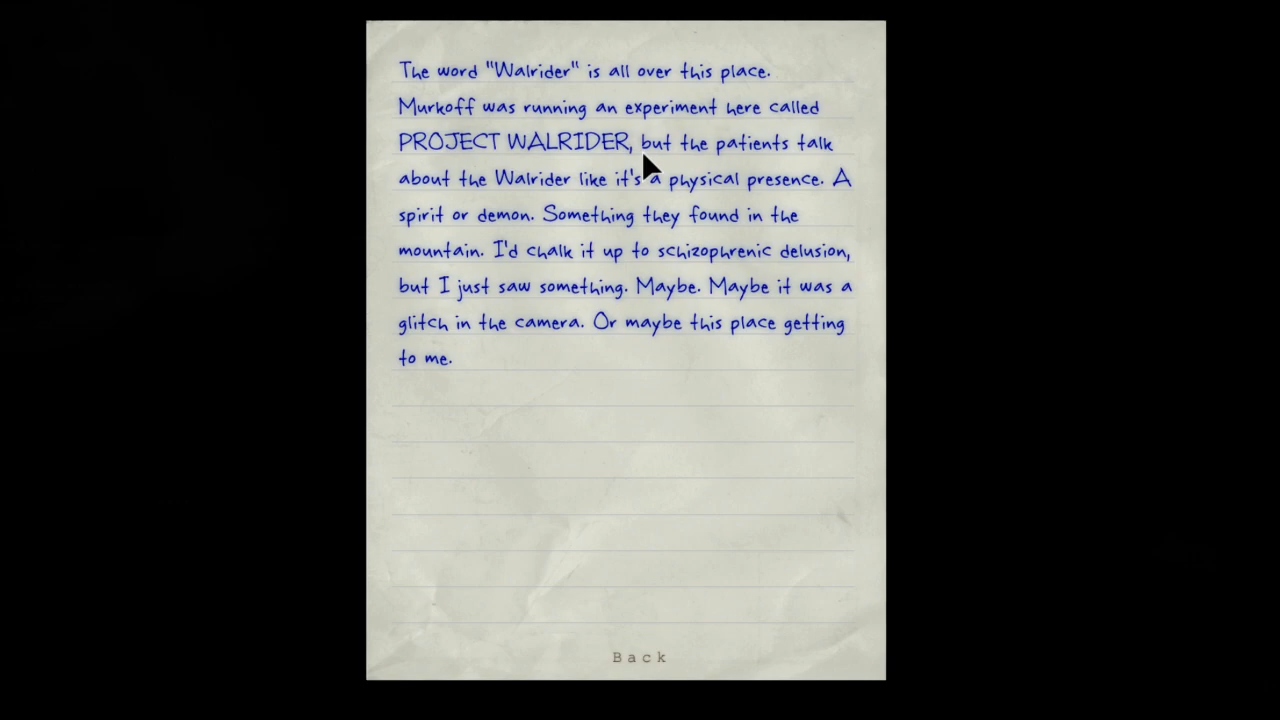 The word "Walrider" is all over this place.
Murkoff was running an experiment here called
PROJECT WALRIDER, but the patients talk
about the Walrider like it's a physical presence. A
spirit or demon. Something they found in the
mountain. I'd chalk it up to schizophrenic delusion,
but I just saw something. Maybe. Maybe it was a
glitch in the camera. Or maybe this place getting
to me.
Back